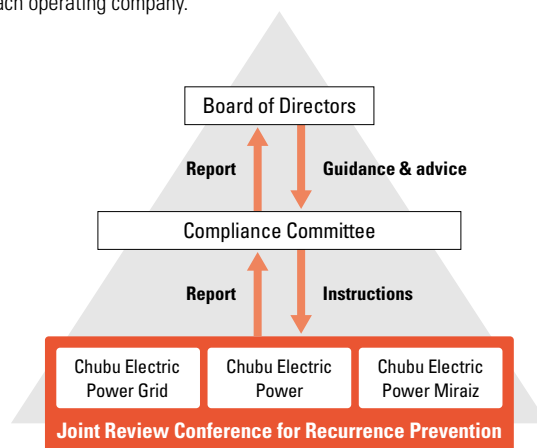 ach operating company.
Board of Directors
Report
Guidance & advice
Compliance Committee
Report
Instructions
Chubu Electric
Power Grid
Chubu Electric
Power
Chubu Electric
Power Miraiz
Joint Review Conference for Recurrence Prevention